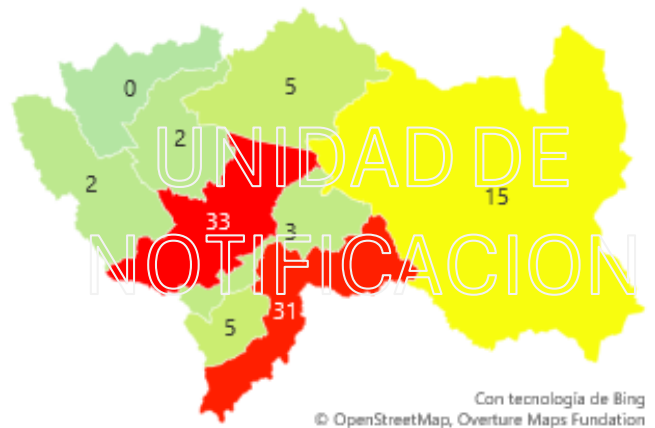 0
5
2
UNIDAD DE
2
15
33
3
NOTIFICACION
31
5
Con tecnología de Bing
© OpenStreetMap, Overture Maps Fundation